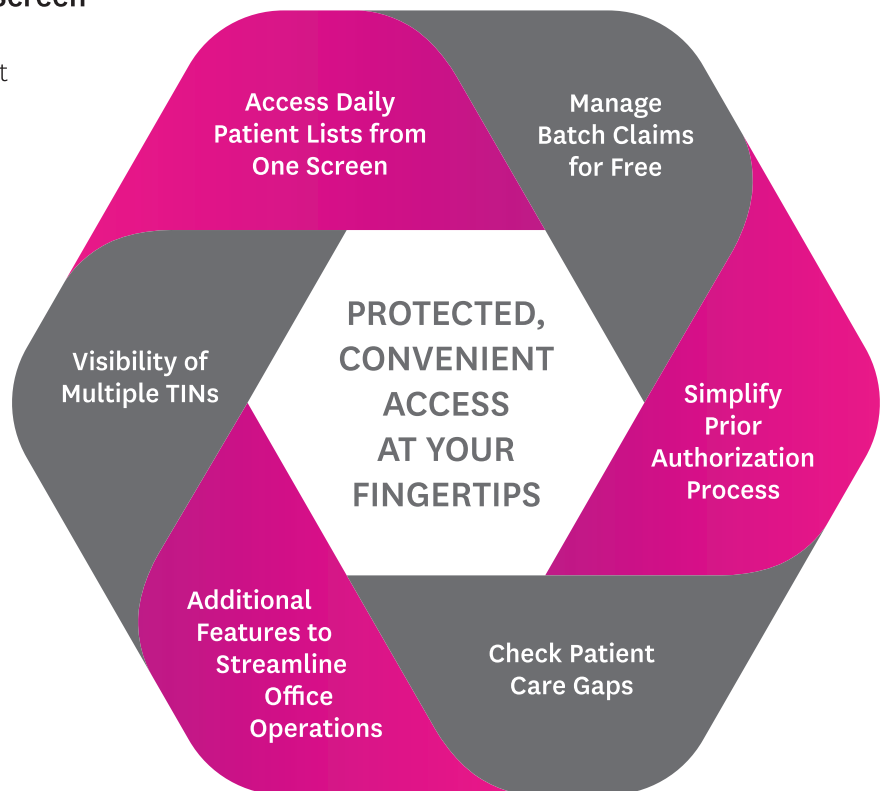 screen
t
Access Daily
Patient Lists from
One Screen
Manage
Batch Claims
for Free
Simplify
Prior
Authorization
Process
Check Patient
Care Gaps
Additional
Features to
Streamline
Office
Operations
Visibility of
Multiple TINs
PROTECTED,
CONVENIENT
ACCESS
AT YOUR
FINGERTIPS